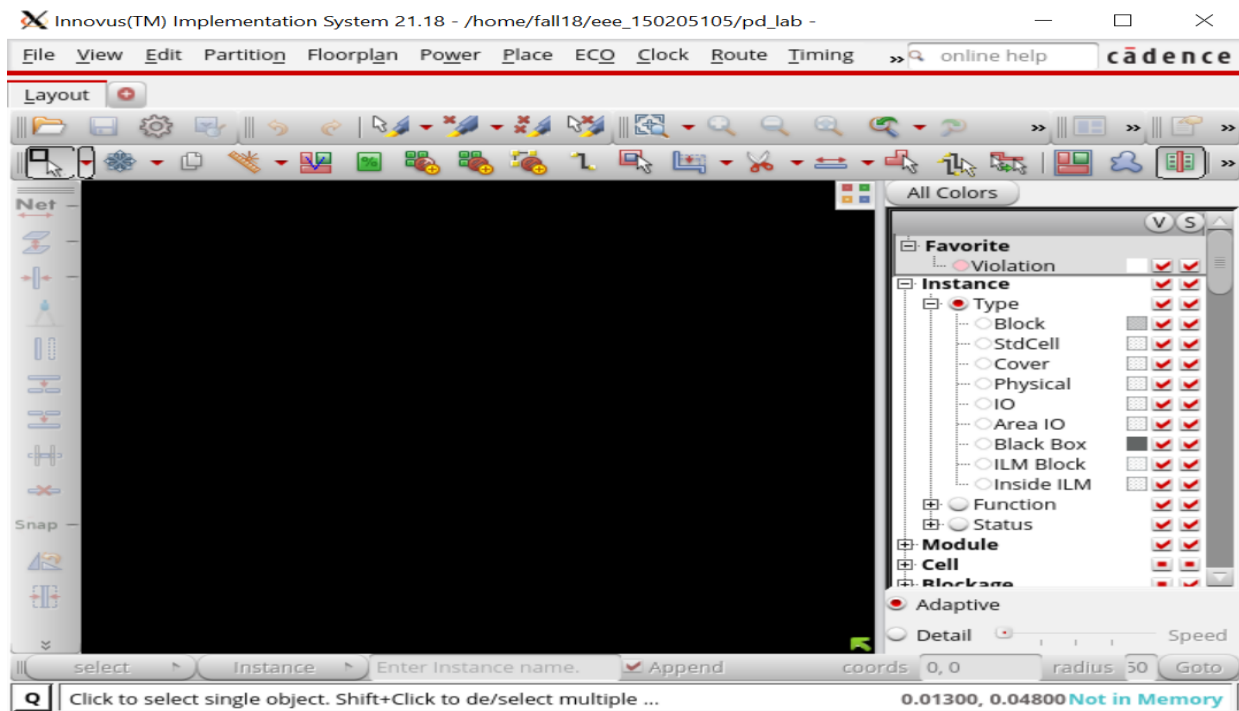 Innovus(TM) Implementation System 21.18 - /home/fall18/eee_150205105/pd_lab -
File View Edit Partition Floorplan Power Place ECO Clock Route Timing » online help cādence
Layout
» » »
»
Net
Snap
All Colors
V S
Favorite
Violation
Instance
Type
Block
StdCell
Cover
Physical
IO
Area IO
Black Box
ILM Block
Inside ILM
Function
Status
Module
Cell
Blockage
Adaptive
Detail Speed
select Instance Enter Instance name. Append coords 0, 0 radius 50 Goto
Q Click to select single object. Shift+Click to de/select multiple ... 0.01300, 0.04800 Not in Memory